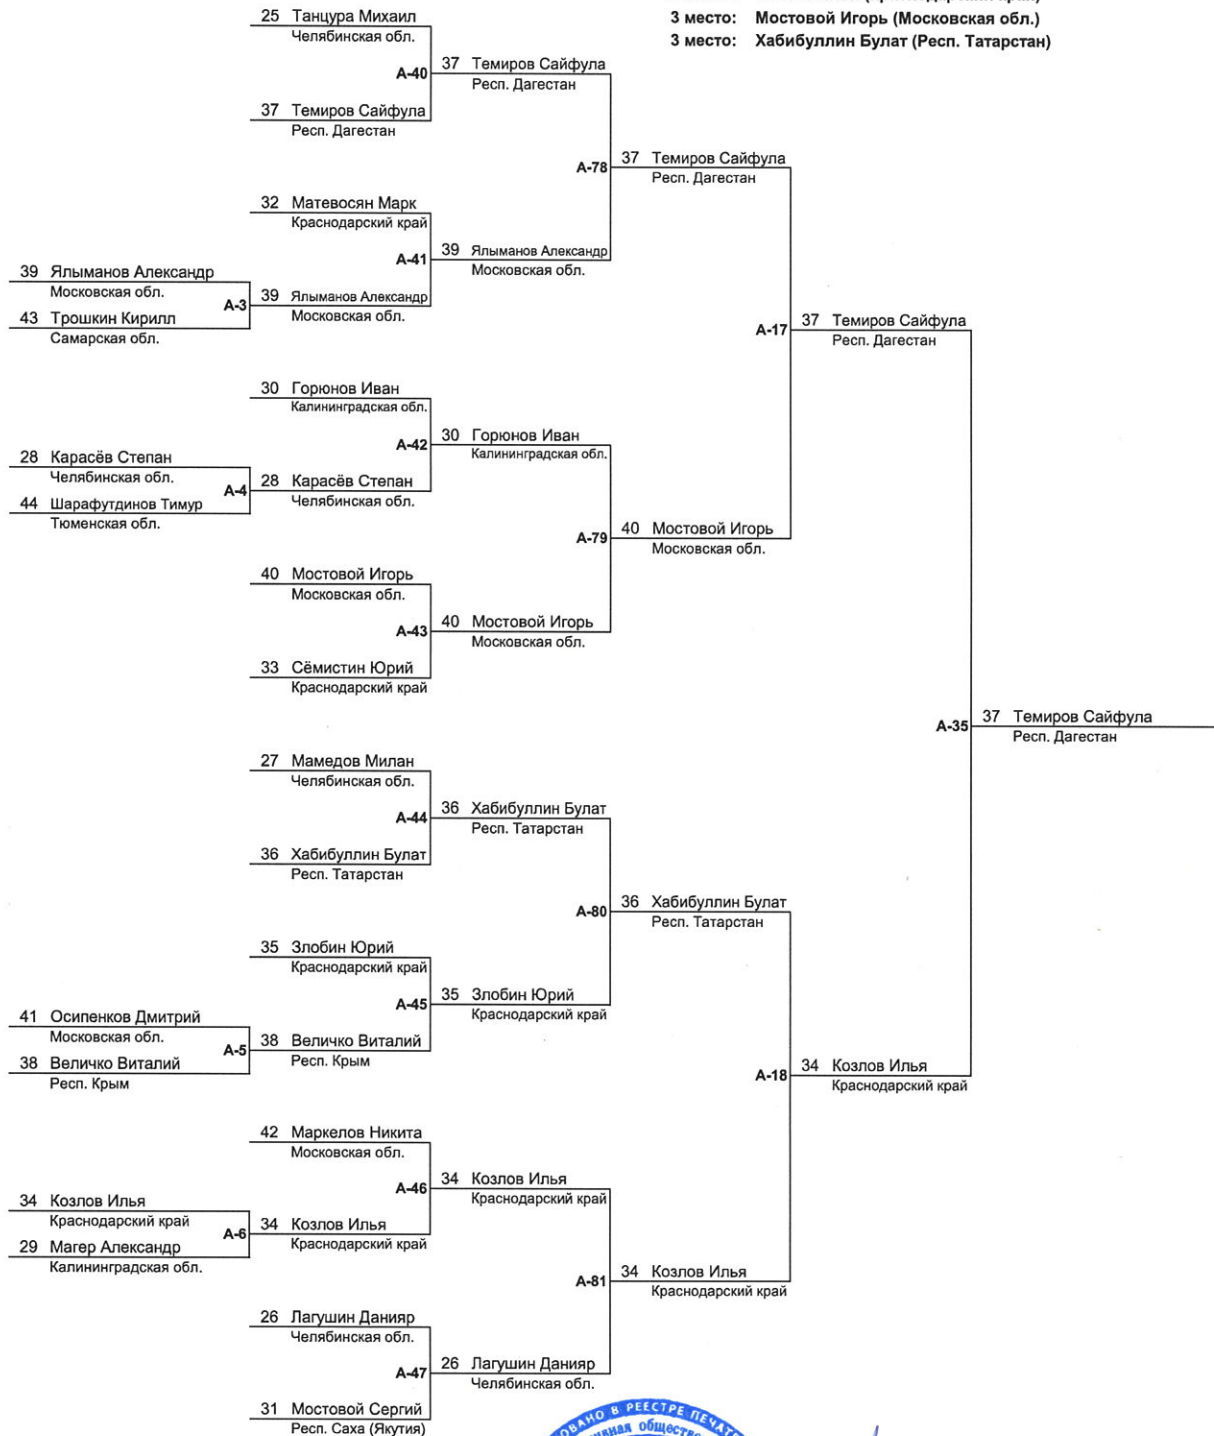 3 место: Мостовой Игорь (Московская обл.)
3 место: Хабибуллин Булат (Респ. Татарстан)
25 Танцура Михаил
Челябинская обл.
А-40
37 Темиров Сайфула
Респ. Дагестан
37 Темиров Сайфула
Респ. Дагестан
А-78
37 Темиров Сайфула
Респ. Дагестан
32 Матевосян Марк
Краснодарский край
А-41
39 Ялыманов Александр
Московская обл.
39 Ялыманов Александр
Московская обл.
А-3
39 Ялыманов Александр
Московская обл.
43 Трошкин Кирилл
Самарская обл.
А-17
37 Темиров Сайфула
Респ. Дагестан
30 Горюнов Иван
Калининградская обл.
А-42
30 Горюнов Иван
Калининградская обл.
28 Карасёв Степан
Челябинская обл.
А-4
28 Карасёв Степан
Челябинская обл.
44 Шарафутдинов Тимур
Тюменская обл.
А-79
40 Мостовой Игорь
Московская обл.
40 Мостовой Игорь
Московская обл.
А-43
40 Мостовой Игорь
Московская обл.
33 Сёмистин Юрий
Краснодарский край
А-35
37 Темиров Сайфула
Респ. Дагестан
27 Мамедов Милан
Челябинская обл.
А-44
36 Хабибуллин Булат
Респ. Татарстан
36 Хабибуллин Булат
Респ. Татарстан
А-80
36 Хабибуллин Булат
Респ. Татарстан
35 Злобин Юрий
Краснодарский край
А-45
35 Злобин Юрий
Краснодарский край
41 Осипенков Дмитрий
Московская обл.
А-5
38 Величко Виталий
Респ. Крым
38 Величко Виталий
Респ. Крым
А-18
34 Козлов Илья
Краснодарский край
42 Маркелов Никита
Московская обл.
А-46
34 Козлов Илья
Краснодарский край
34 Козлов Илья
Краснодарский край
А-6
34 Козлов Илья
Краснодарский край
29 Магер Александр
Калининградская обл.
А-81
34 Козлов Илья
Краснодарский край
26 Лагушин Данияр
Челябинская обл.
А-47
26 Лагушин Данияр
Челябинская обл.
31 Мостовой Сергий
Респ. Саха (Якутия)
В РЕЕСТРЕ